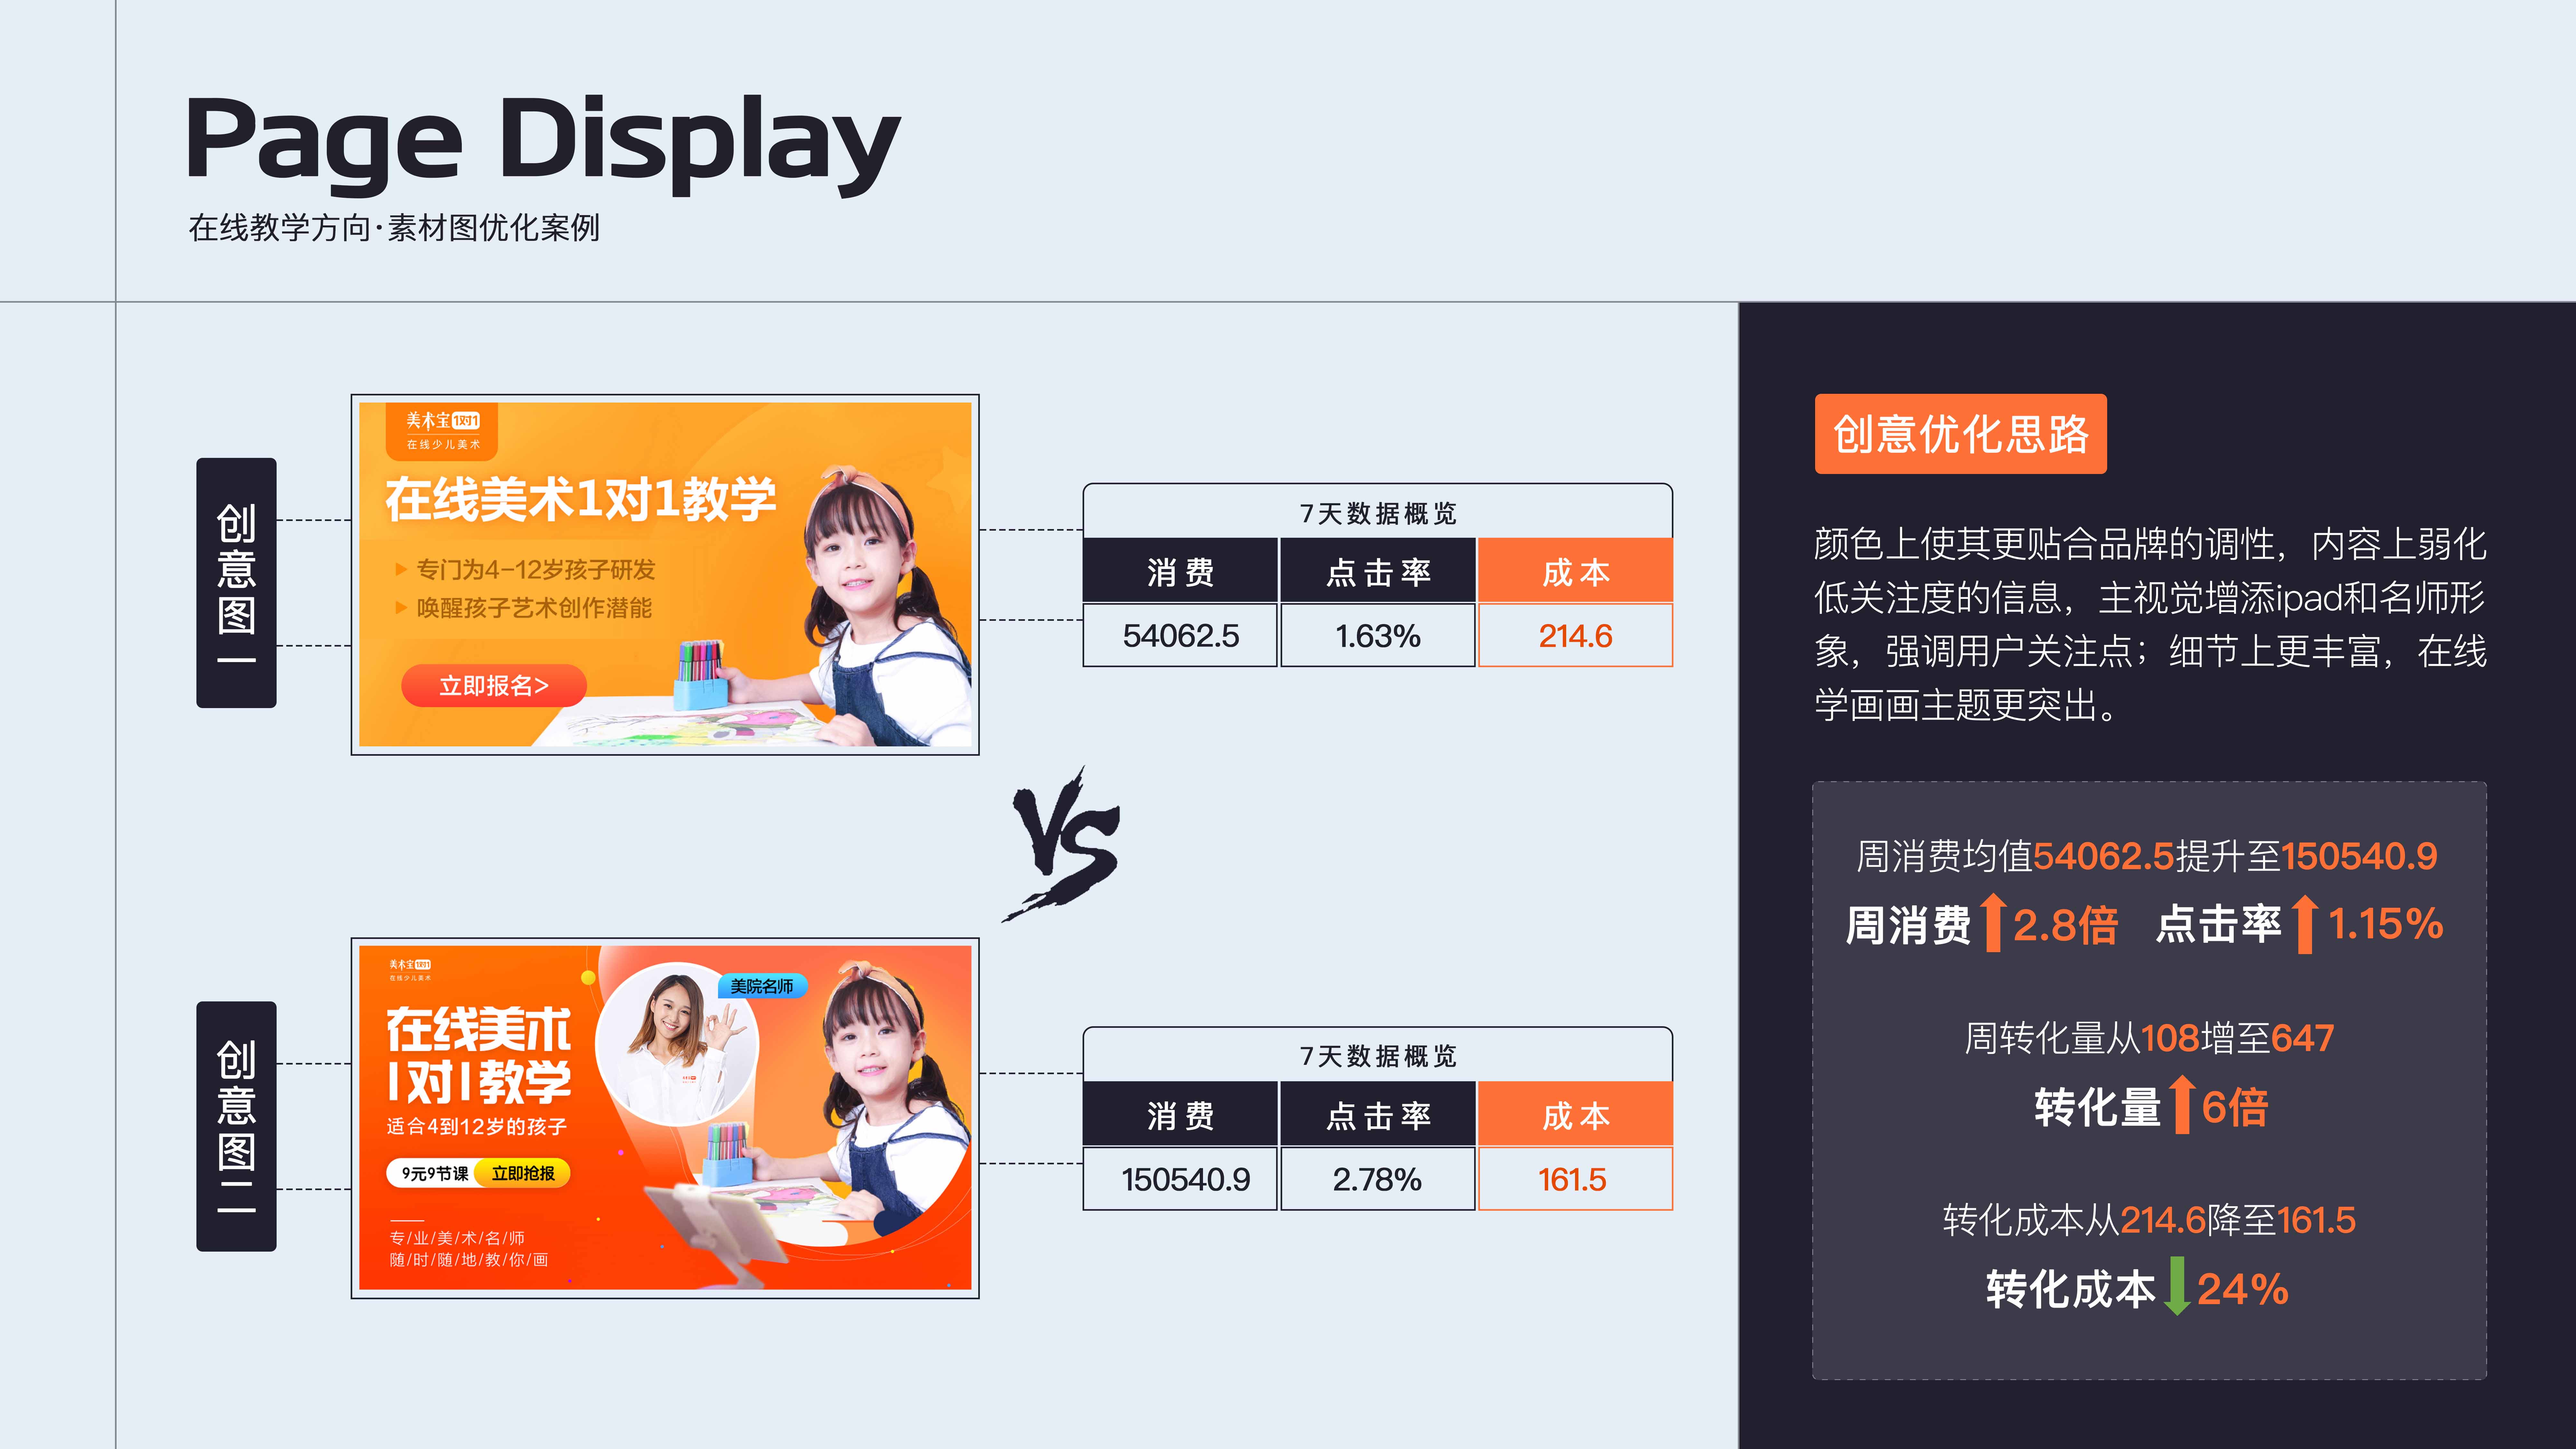 Page Display
在线教学方向·素材图优化案例
创意图一
美术宝1对1
在线少儿美术
在线美术1对1教学
专门为4-12岁孩子研发
唤醒孩子艺术创作潜能
立即报名>
7天数据概览
消费 点击率 成本
54062.5 1.63% 214.6
VS
创意图二
美术宝1对1
在线少儿美术
美院名师
在线美术
1对1教学
适合4到12岁的孩子
9元9节课 立即抢报
专/业/美/术/名/师
随/时/随/地/教/你/画
7天数据概览
消费 点击率 成本
150540.9 2.78% 161.5
创意优化思路
颜色上使其更贴合品牌的调性，内容上弱化
低关注度的信息，主视觉增添ipad和名师形
象，强调用户关注点；细节上更丰富，在线
学画画主题更突出。
周消费均值54062.5提升至150540.9
周消费 2.8倍 点击率 1.15%
周转化量从108增至647
转化量 6倍
转化成本从214.6降至161.5
转化成本 24%